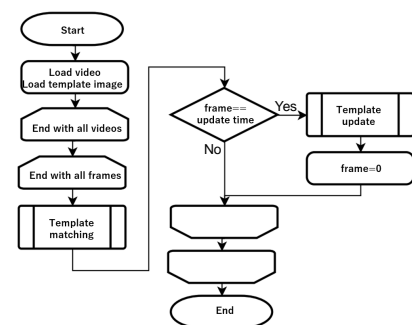 Start
Load video
Load template image
End with all videos
End with all frames
Template
matching
frame==
update time
Yes
No
Template
update
frame=0
End